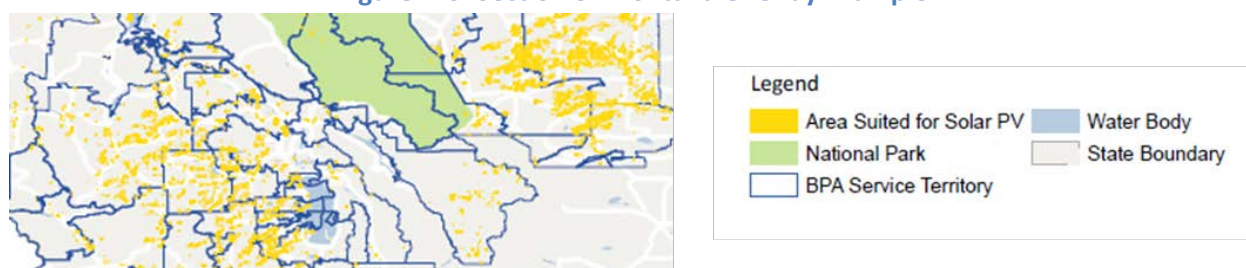 Legend
Area Suited for Solar PV
Water Body
National Park
State Boundary
BPA Service Territory